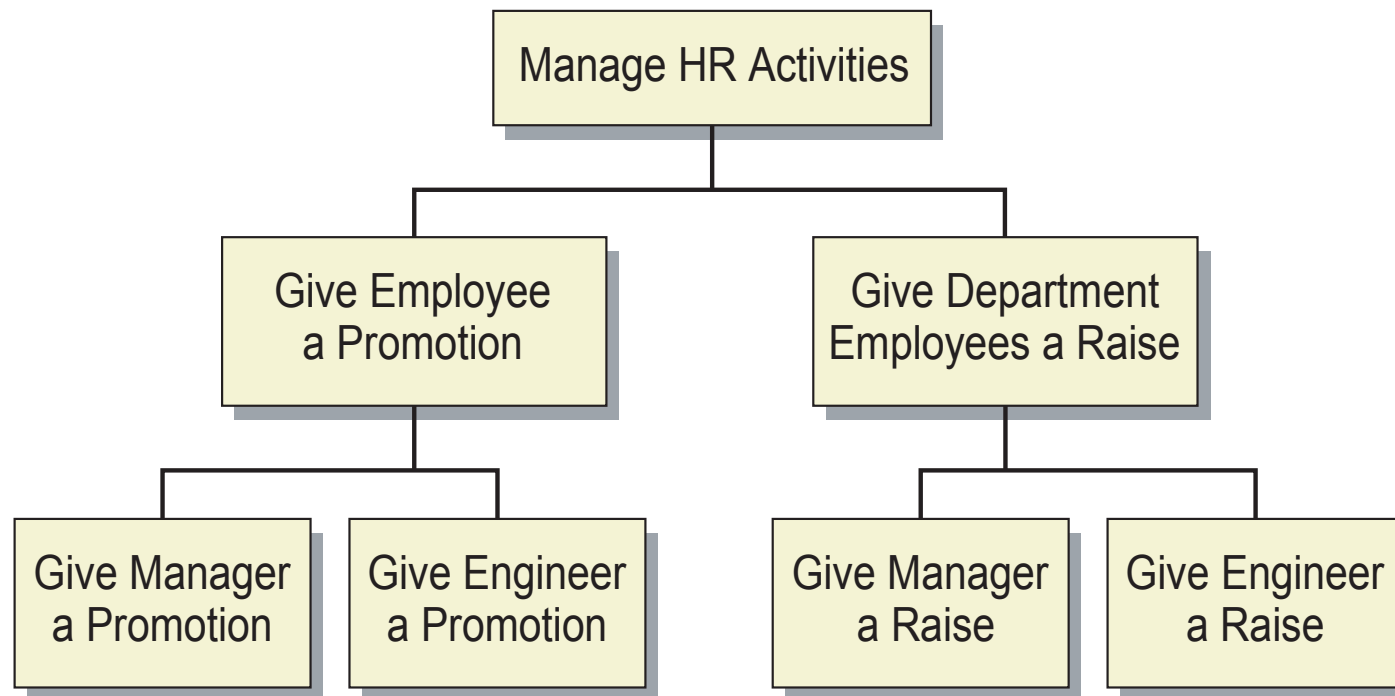 Manage HR Activities
Give Employee
a Promotion
Give Department
Employees a Raise
Give Manager
a Promotion
Give Engineer
a Promotion
Give Manager
a Raise
Give Engineer
a Raise